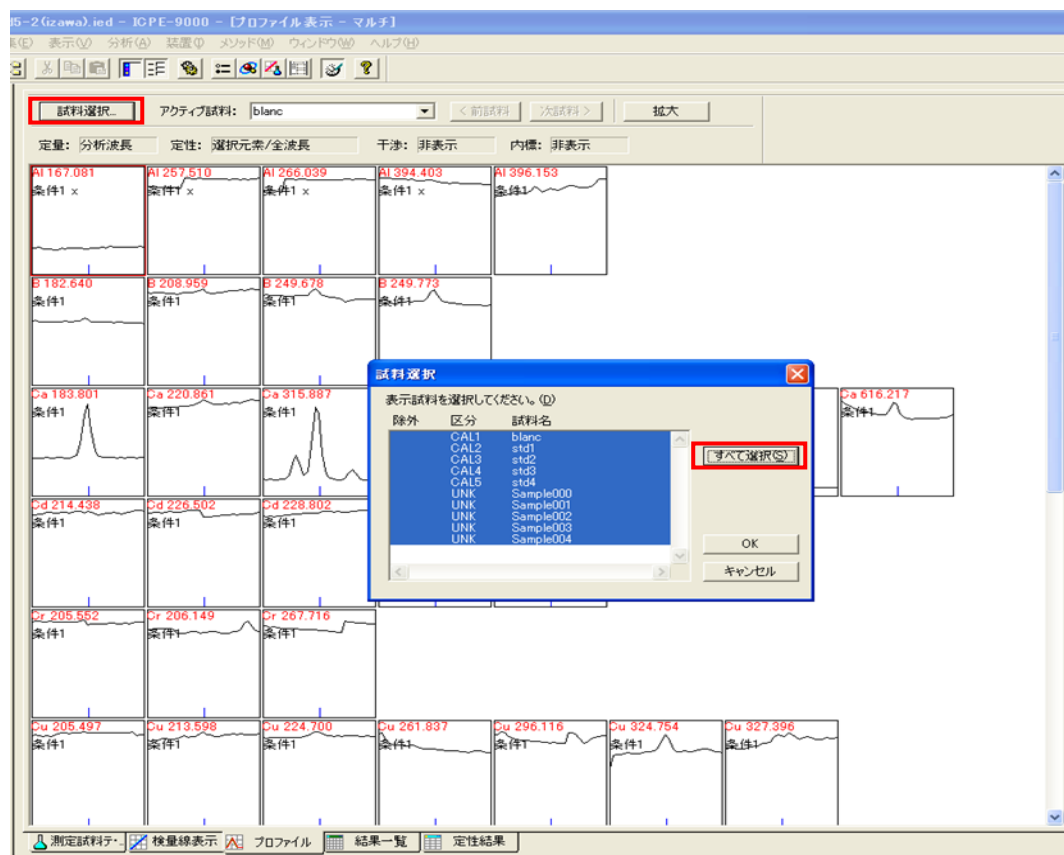 5-2(izawa).ied - ICPE-9000 - [プロファイル表示 - マルチ]
集(E) 表示(V) 分析(A) 装置(I) メソッド(M) ウィンドウ(W) ヘルプ(H)
試料選択... アクティブ試料: blanc <前試料 次試料> 拡大
定量: 分析波長 定性: 選択元素/全波長 干渉: 非表示 内標: 非表示
Al 167.081 Al 257.510 Al 266.039 Al 394.403 Al 396.153
条件1 x 条件1 x 条件1 x 条件1 x 条件1
B 182.640 B 208.959 B 249.678 B 249.773
条件1 条件1 条件1 条件1
Ca 183.801 Ca 220.861 Ca 315.887 Ca 616.217
条件1 条件1 条件1 条件1
Cd 214.438 Cd 226.502 Cd 228.802
条件1 条件1 条件1
Cr 205.552 Cr 206.149 Cr 267.716
条件1 条件1 条件1
Cu 205.497 Cu 213.598 Cu 224.700 Cu 261.837 Cu 296.116 Cu 324.754 Cu 327.396
条件1 条件1 条件1 条件1 条件1 条件1 条件1
試料選択
表示試料を選択してください。(D)
除外 区分 試料名
CAL1 blanc
CAL2 std1
CAL3 std2
CAL4 std3
CAL5 std4
UNK Sample000
UNK Sample001
UNK Sample002
UNK Sample003
UNK Sample004
すべて選択(S)
OK
キャンセル
測定試料テ... 検量線表示 プロファイル 結果一覧 定性結果